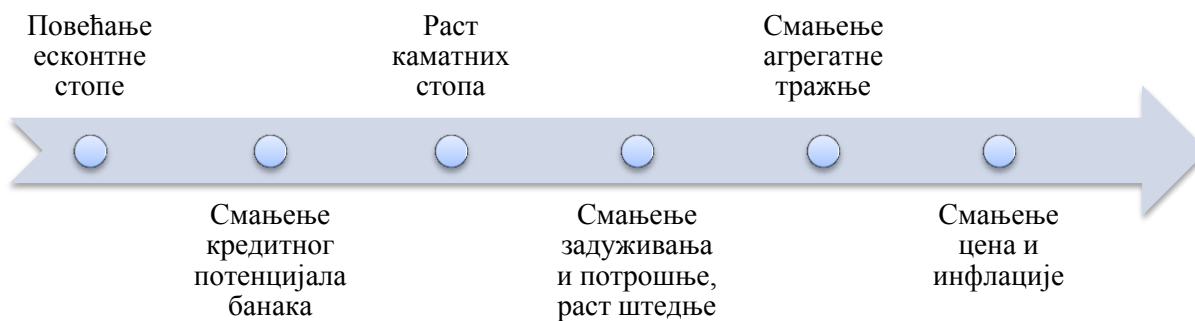 Повећање
есконтне
стопе
Смањење
кредитног
потенцијала
банака
Раст
каматних
стопа
Смањење
задуживања
и потрошње,
раст штедње
Смањење
агрегатне
тражње
Смањење
цена и
инфлације